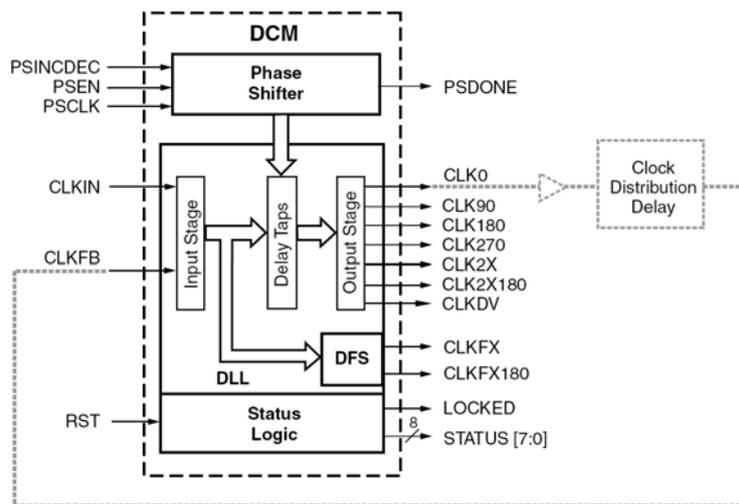 DCM
PSINCDEC
PSEN
PSCLK
Phase
Shifter
PSDONE
CLKIN
CLKFB
Input Stage
Delay Taps
Output Stage
CLK0
CLK90
CLK180
CLK270
CLK2X
CLK2X180
CLKDV
Clock
Distribution
Delay
DFS
DLL
CLKFX
CLKFX180
RST
Status
Logic
LOCKED
8
STATUS [7:0]